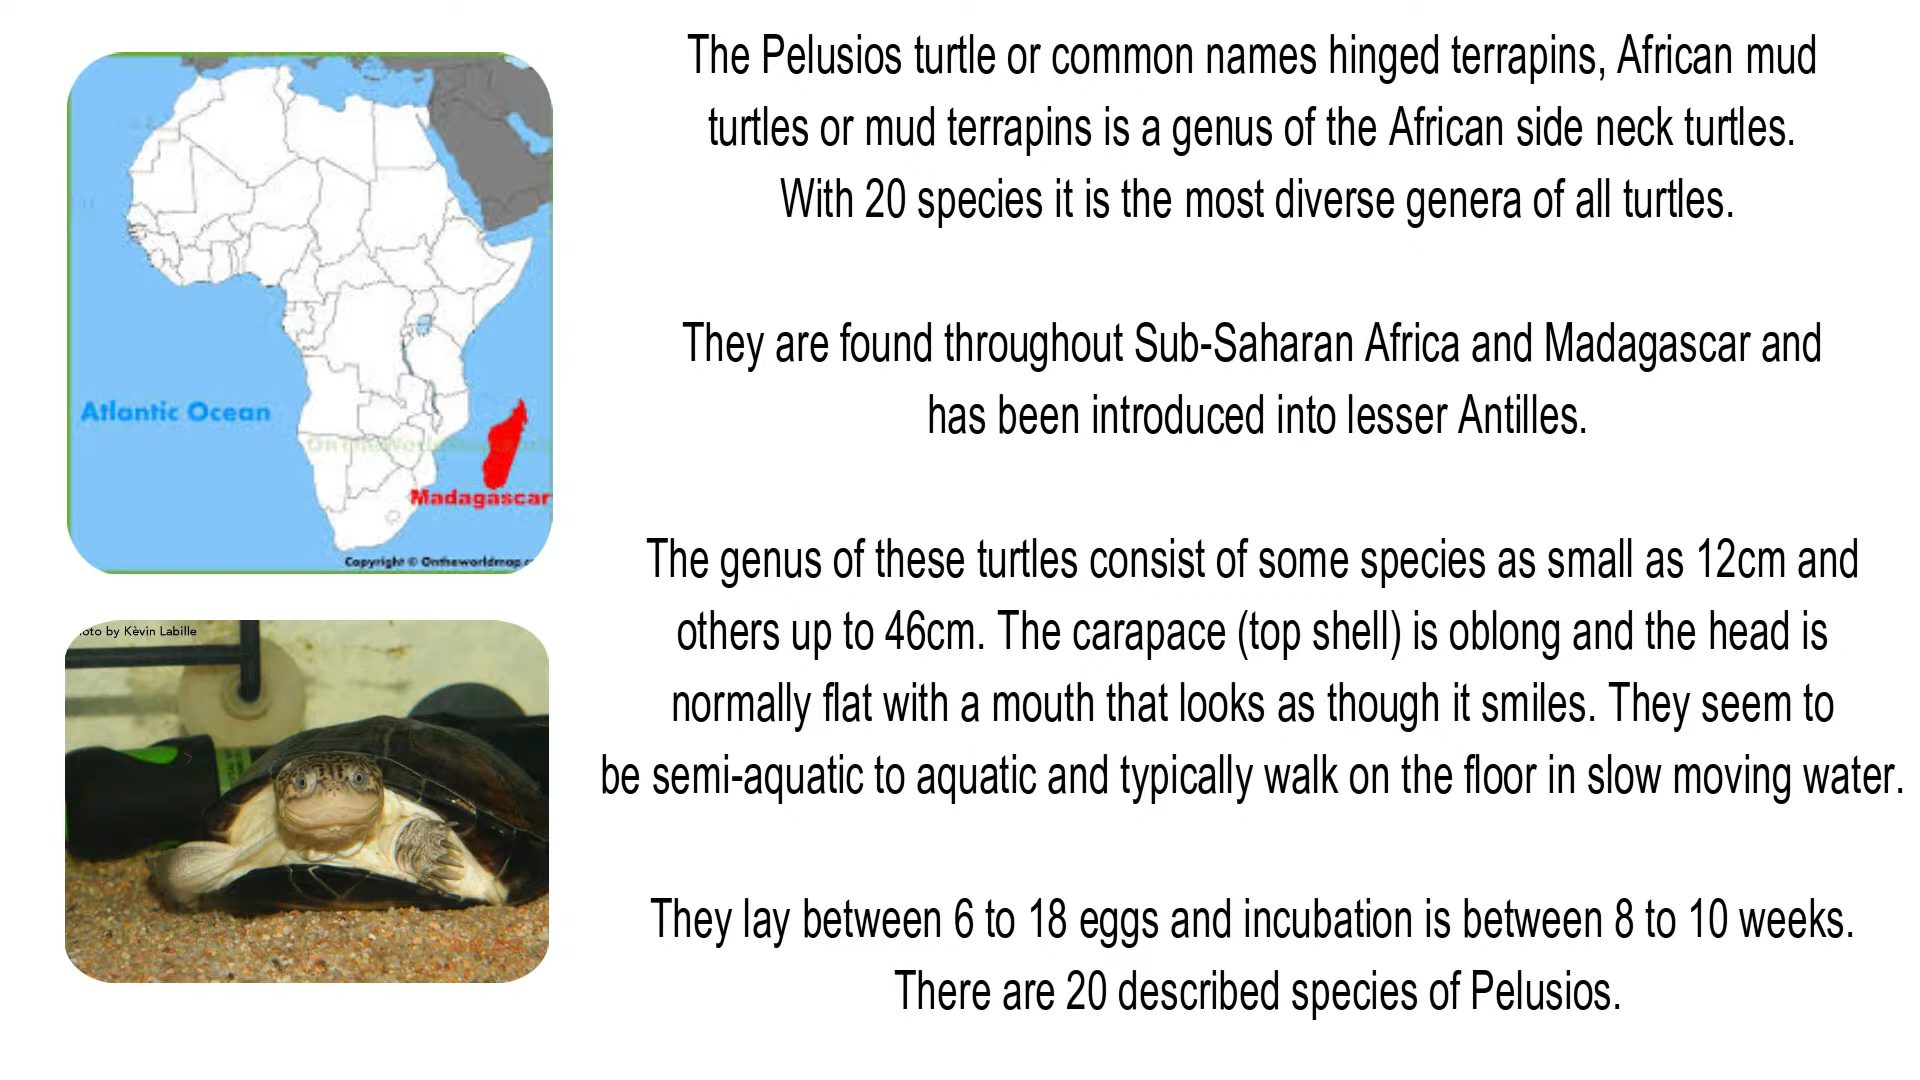 The Pelusios turtle or common names hinged terrapins, African mud
turtles or mud terrapins is a genus of the African side neck turtles.
With 20 species it is the most diverse genera of all turtles.
They are found throughout Sub-Saharan Africa and Madagascar and
has been introduced into lesser Antilles.
The genus of these turtles consist of some species as small as 12cm and
others up to 46cm. The carapace (top shell) is oblong and the head is
normally flat with a mouth that looks as though it smiles. They seem to
be semi-aquatic to aquatic and typically walk on the floor in slow moving water.
They lay between 6 to 18 eggs and incubation is between 8 to 10 weeks.
There are 20 described species of Pelusios.
Atlantic Ocean
Madagascar
Copyright © Ontheworldmap.c
by Kèvin Labille